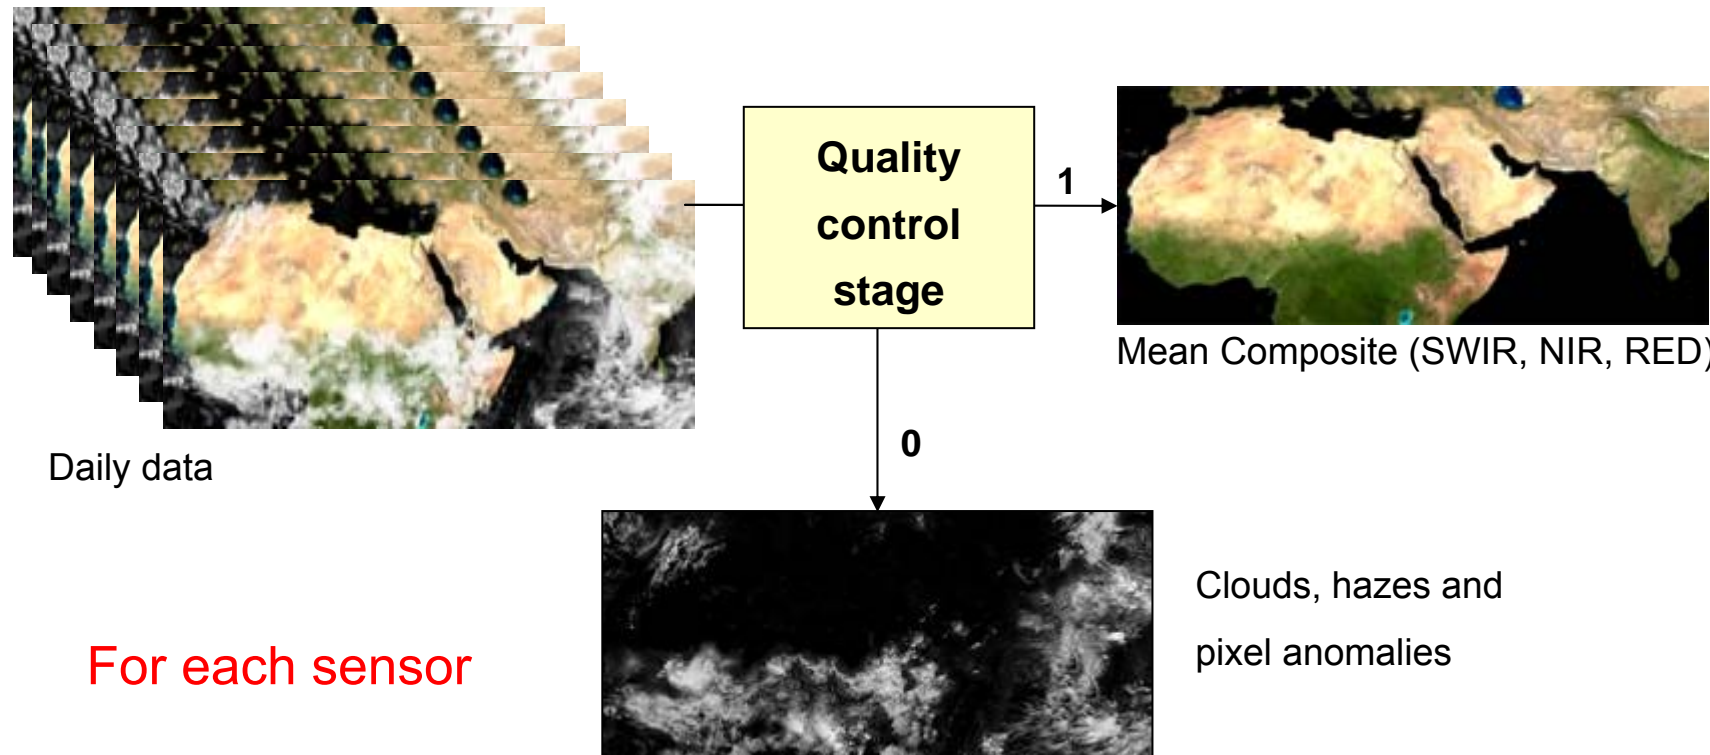 Quality
control
stage
1
Mean Composite (SWIR, NIR, RED)
Daily data
0
Clouds, hazes and
pixel anomalies
For each sensor